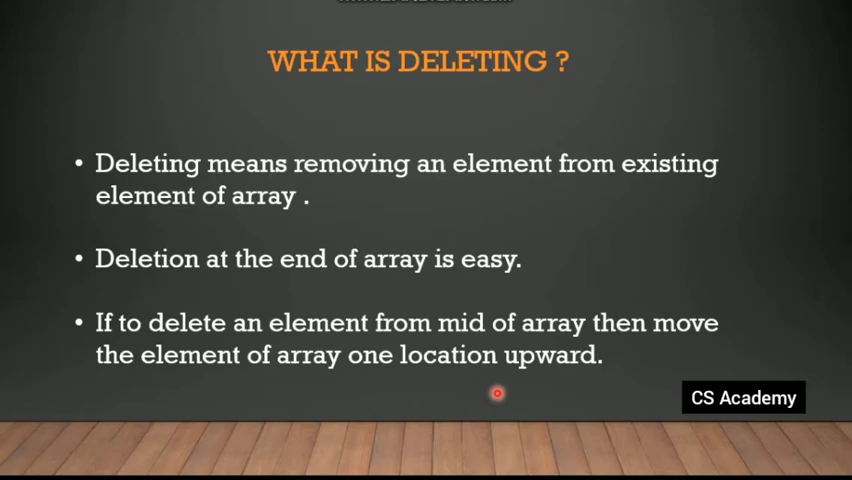 WHAT IS DELETING ?
• Deleting means removing an element from existing
element of array .
• Deletion at the end of array is easy.
• If to delete an element from mid of array then move
the element of array one location upward.
CS Academy